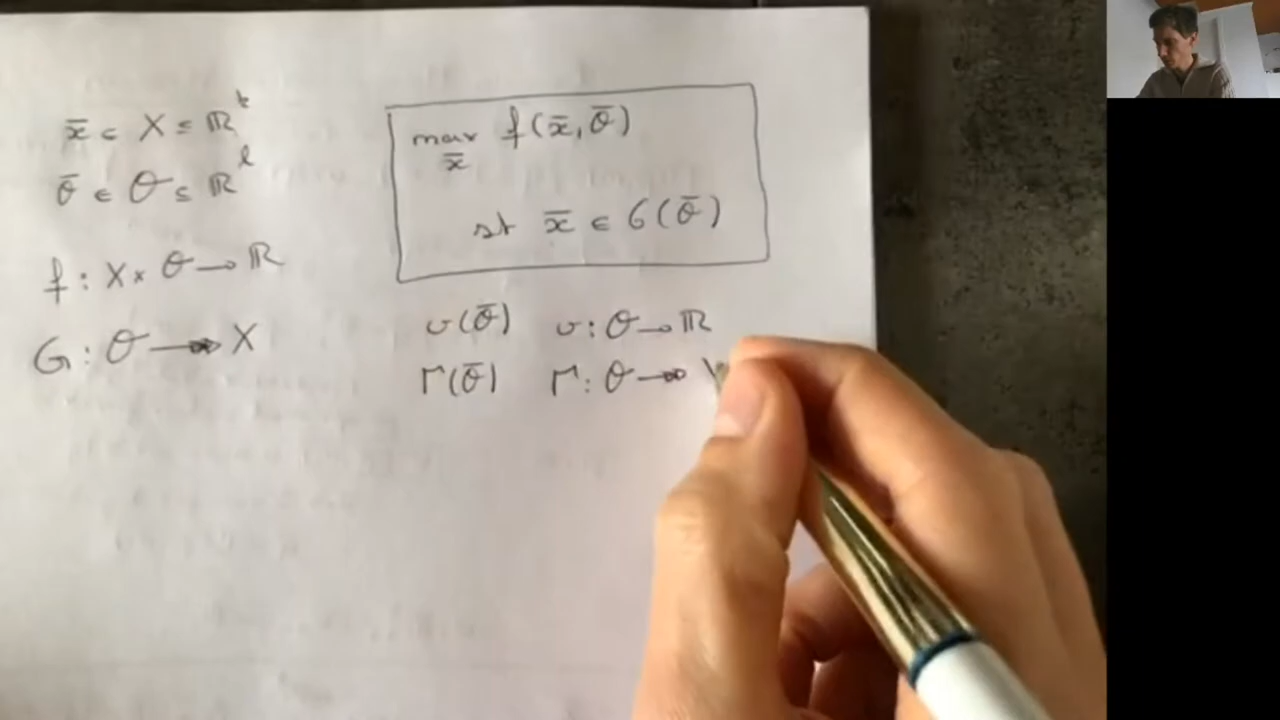 x̄ ∈ X ⊆ ℝᵏ
θ̄ ∈ Θ ⊆ ℝˡ
f : X × Θ → ℝ
G : Θ ↠ X
max f(x̄, θ̄)
x̄
st x̄ ∈ G(θ̄)
v(θ̄) v : Θ → ℝ
Γ(θ̄) Γ : Θ ↠